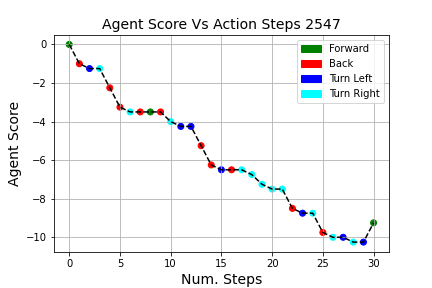 Agent Score Vs Action Steps 2547
Forward
Back
Turn Left
Turn Right
Agent Score
0
−2
−4
−6
−8
−10
0 5 10 15 20 25 30
Num. Steps